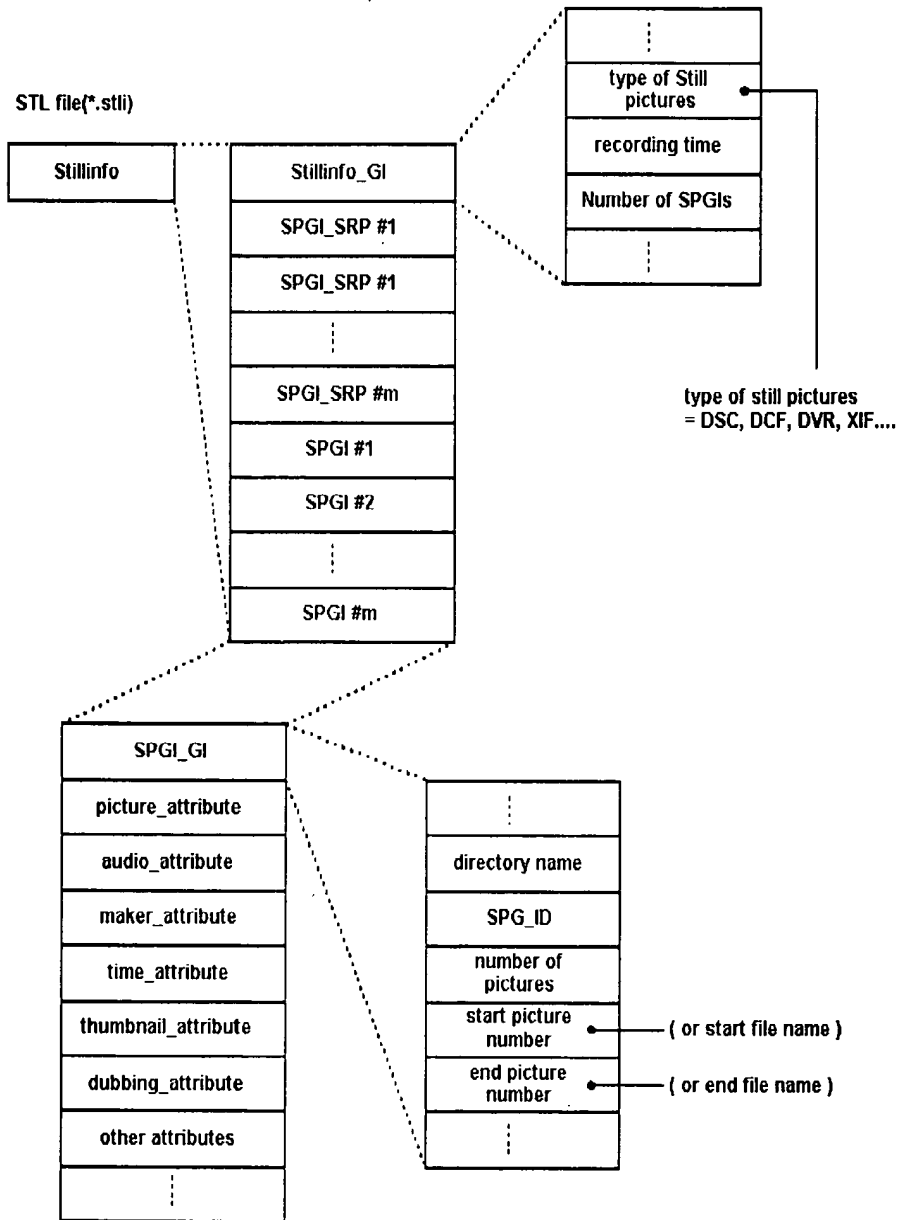 STL file(*.stli)
Stillinfo
Stillinfo_GI
SPGI_SRP #1
SPGI_SRP #1
SPGI_SRP #m
SPGI #1
SPGI #2
SPGI #m
type of Still
pictures
recording time
Number of SPGIs
type of still pictures
= DSC, DCF, DVR, XIF....
SPGI_GI
picture_attribute
audio_attribute
maker_attribute
time_attribute
thumbnail_attribute
dubbing_attribute
other attributes
directory name
SPG_ID
number of
pictures
start picture
number
( or start file name )
end picture
number
( or end file name )